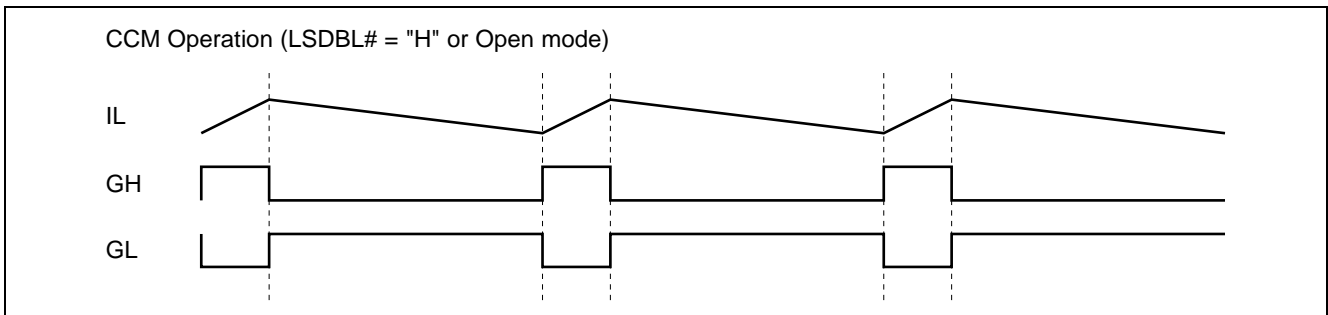 CCM Operation (LSDBL# = "H" or Open mode)
IL
GH
GL